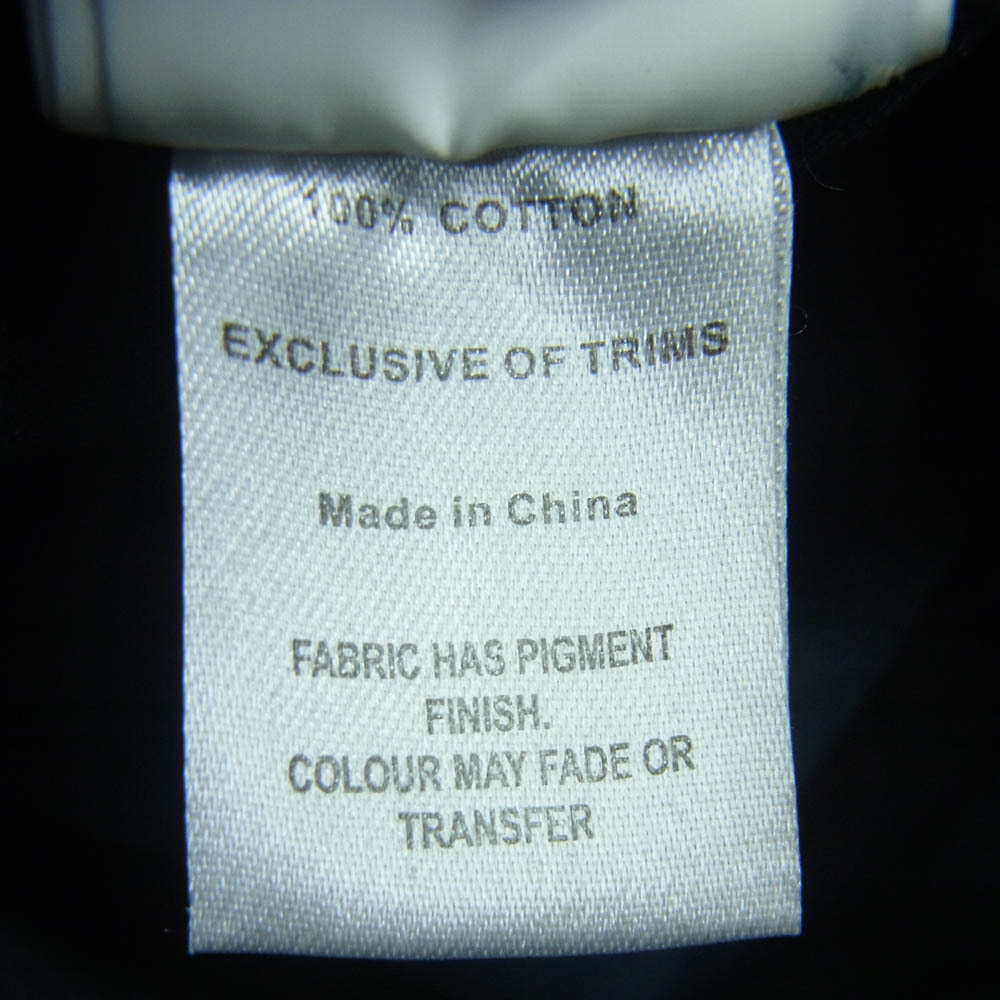 100% COTTON
EXCLUSIVE OF TRIMS
Made in China
FABRIC HAS PIGMENT
FINISH.
COLOUR MAY FADE OR
TRANSFER